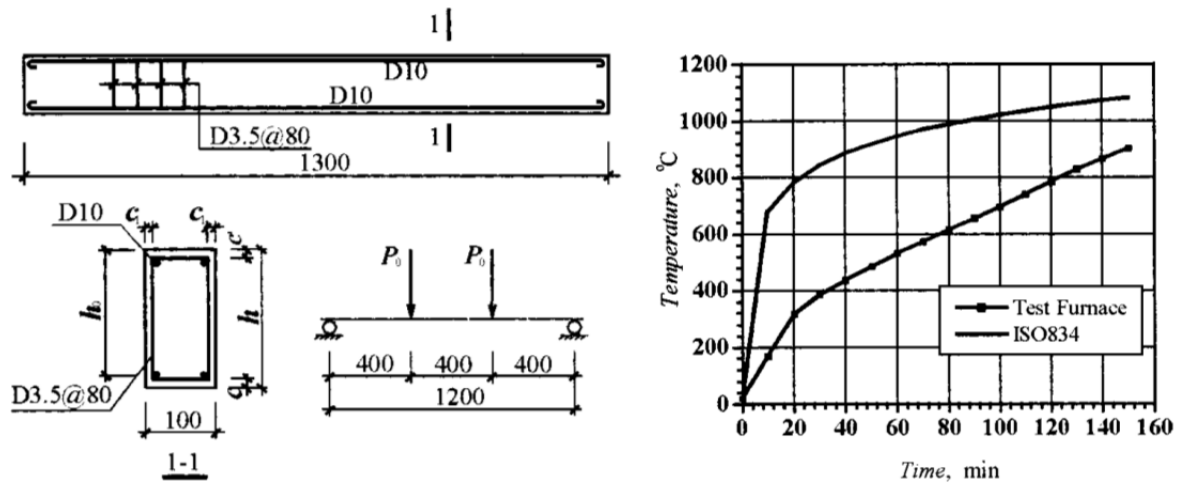 1
D10
D10
D3.5@80
1
1300
D10
c₁
c₁
c'
h₀
h
D3.5@80
c
100
1-1
P₀
P₀
400
400
400
1200
1200
1000
800
600
400
200
0
Temperature, °C
Test Furnace
ISO834
0
20
40
60
80
100
120
140
160
Time, min